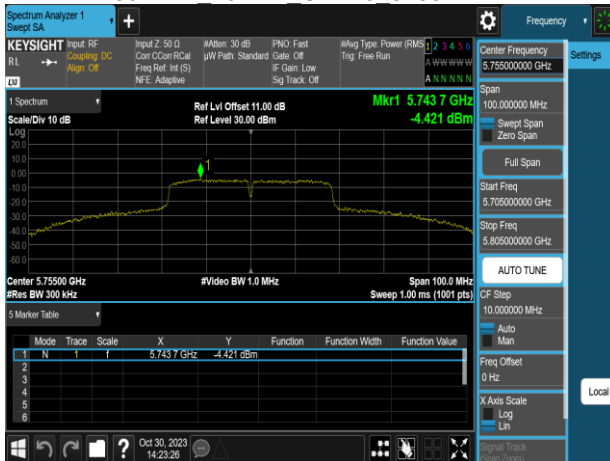 Spectrum Analyzer 1
Swept SA
+
Frequency
KEYSIGHT Input: RF
RL
Coupling: DC
Align: Off
LXI
Input Z: 50 Ω
Corr CCorr RCal
Freq Ref: Int (S)
NFE: Adaptive
#Atten: 30 dB
µW Path: Standard
PNO: Fast
Gate: Off
IF Gain: Low
Sig Track: Off
#Avg Type: Power (RMS
Trig: Free Run
1 2 3 4 5 6
A W W W W W
A N N N N N
1 Spectrum
Scale/Div 10 dB
Ref Lvl Offset 11.00 dB
Ref Level 30.00 dBm
Mkr1 5.743 7 GHz
-4.421 dBm
Log
20.0
10.0
0.00
-10.0
-20.0
-30.0
-40.0
-50.0
-60.0
1
Center 5.75500 GHz
#Res BW 300 kHz
#Video BW 1.0 MHz
Span 100.0 MHz
Sweep 1.00 ms (1001 pts)
5 Marker Table
Mode Trace Scale X Y Function Function Width Function Value
1 N 1 f 5.743 7 GHz -4.421 dBm
2
3
4
5
6
?
Oct 30, 2023
14:23:26
Center Frequency
5.755000000 GHz
Span
100.000000 MHz
Swept Span
Zero Span
Full Span
Start Freq
5.705000000 GHz
Stop Freq
5.805000000 GHz
AUTO TUNE
CF Step
10.000000 MHz
Auto
Man
Freq Offset
0 Hz
X Axis Scale
Log
Lin
Signal Track
(Span Zoom)
Settings
Local